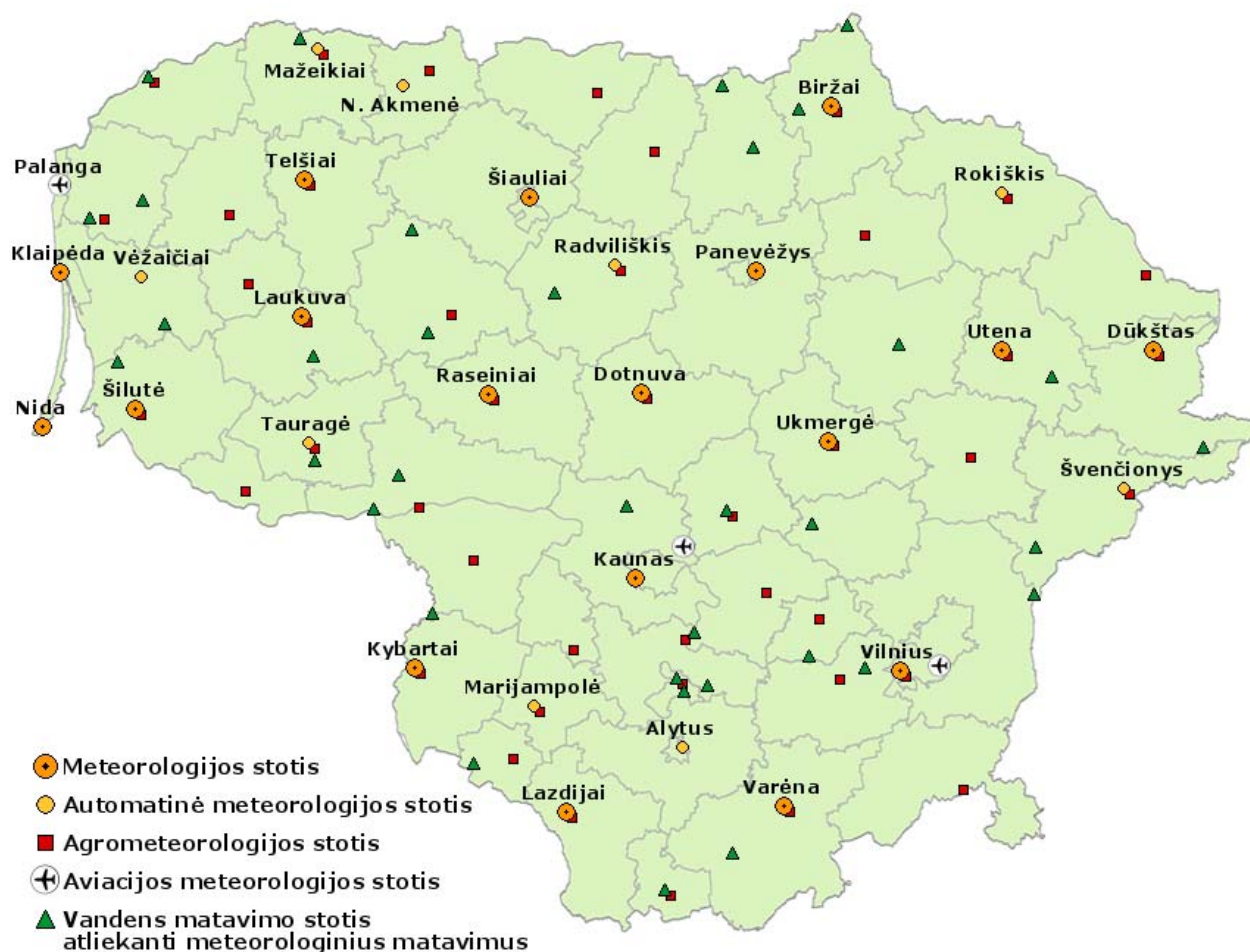 Mažeikiai
N. Akmenė
Biržai
Palanga
Telšiai
Šiauliai
Rokiškis
Klaipėda
Vėžaičiai
Radviliškis
Panevėžys
Laukuva
Utena
Dūkštas
Nida
Šilutė
Raseiniai
Dotnuva
Tauragė
Ukmergė
Švenčionys
Kaunas
Kybartai
Vilnius
Marijampolė
Alytus
Lazdijai
Varėna
Meteorologijos stotis
Automatinė meteorologijos stotis
Agrometeorologijos stotis
Aviacijos meteorologijos stotis
Vandens matavimo stotis
atliekanti meteorologinius matavimus